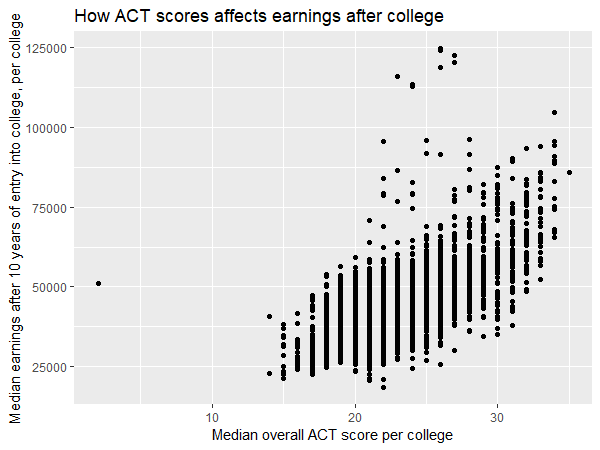 How ACT scores affects earnings after college
Median earnings after 10 years of entry into college, per college
125000
100000
75000
50000
25000
10
20
30
Median overall ACT score per college